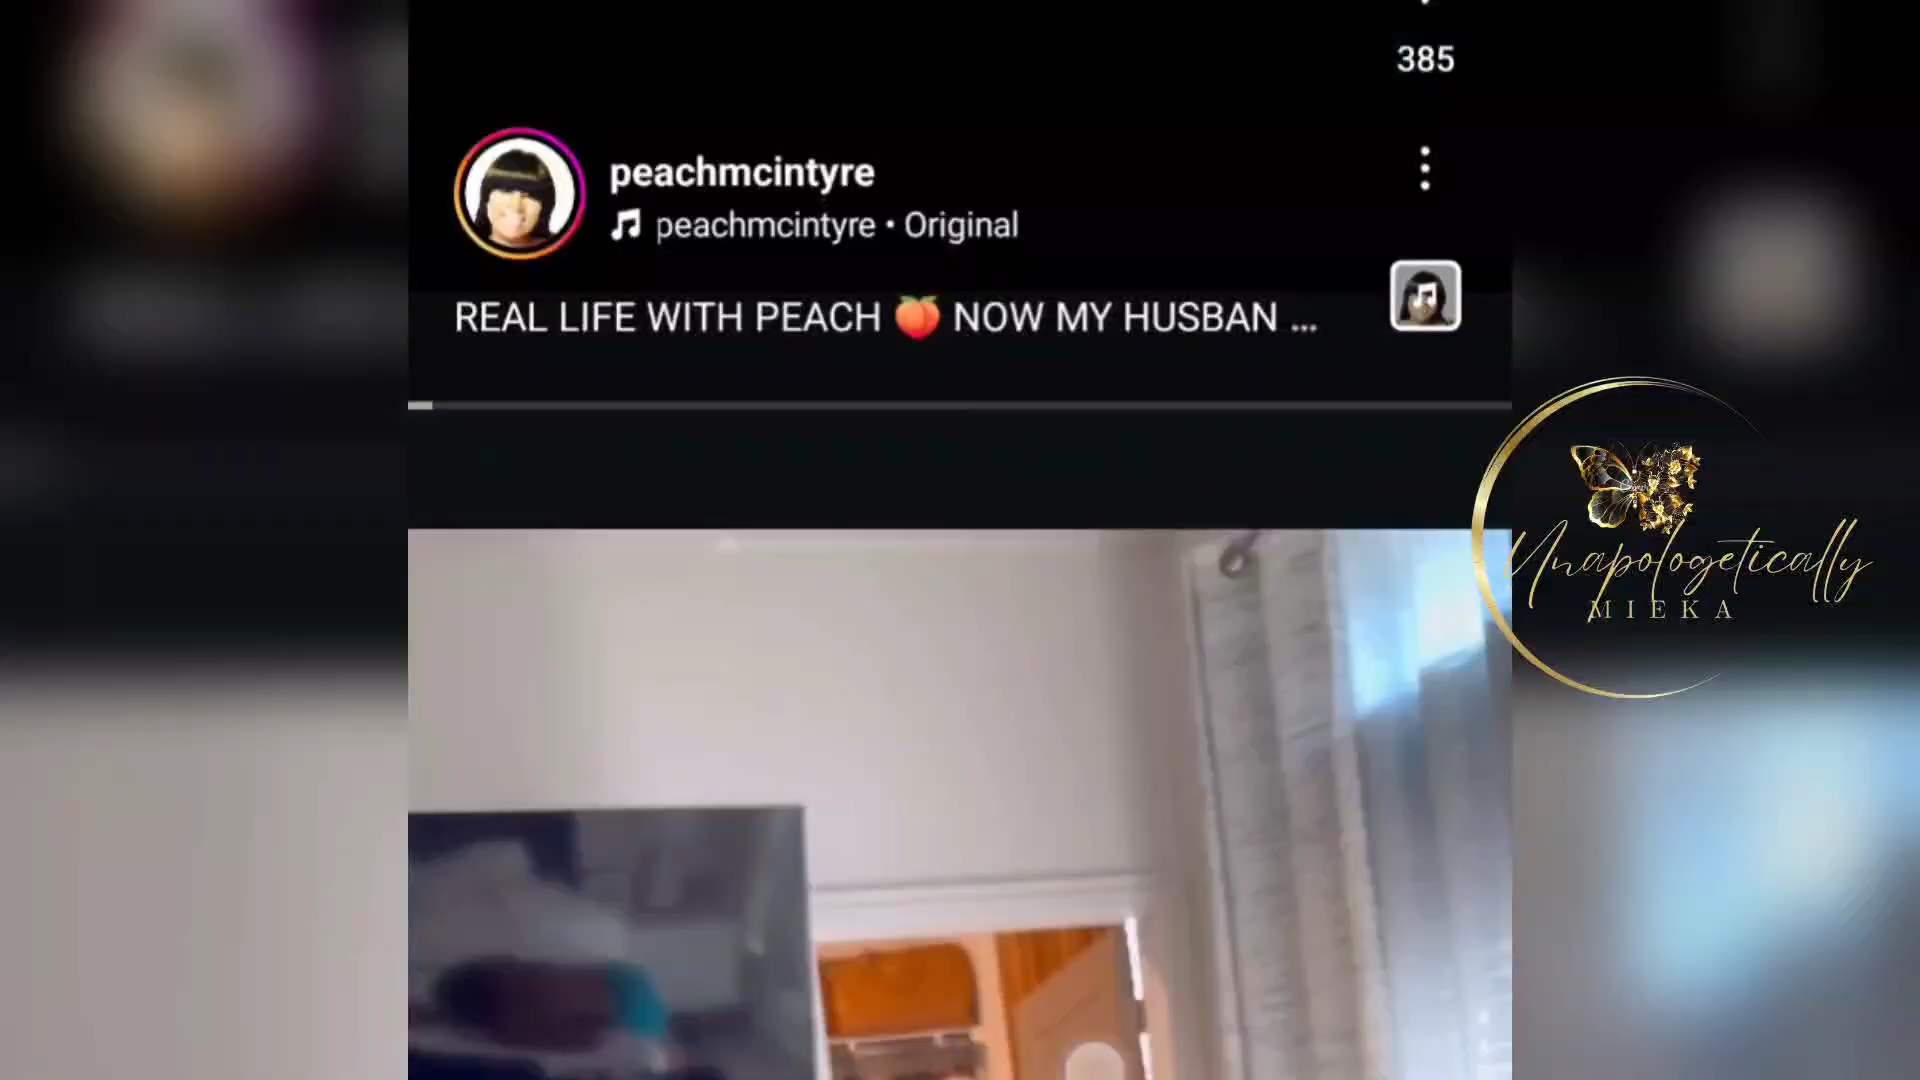 385
peachmcintyre
peachmcintyre • Original
REAL LIFE WITH PEACH 🍑 NOW MY HUSBAN ...
Unapologetically
MIEKA